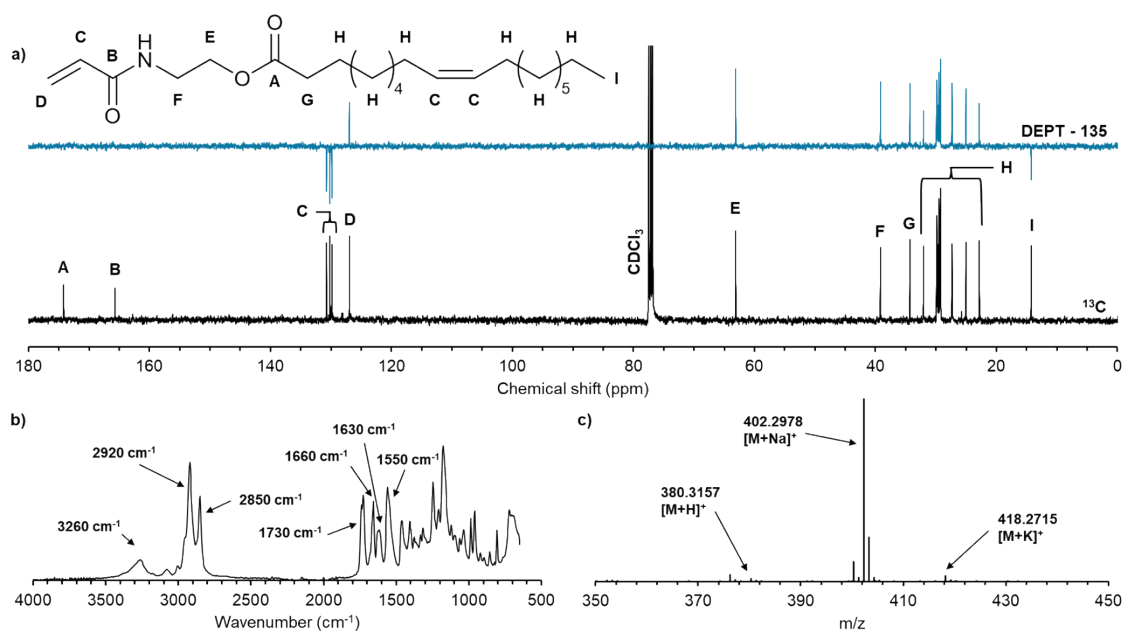 a)
O
C
H
E
H
H
H
H
B
N
A
O
4
5
I
D
O
F
G
H
C
C
H
DEPT - 135
H
C
D
E
F
G
I
A
B
CDCl₃
¹³C
180
160
140
120
100
80
60
40
20
0
Chemical shift (ppm)
b)
2920 cm⁻¹
2850 cm⁻¹
3260 cm⁻¹
1630 cm⁻¹
1660 cm⁻¹
1550 cm⁻¹
1730 cm⁻¹
4000
3500
3000
2500
2000
1500
1000
500
Wavenumber (cm⁻¹)
c)
402.2978
[M+Na]⁺
380.3157
[M+H]⁺
418.2715
[M+K]⁺
350
370
390
410
430
450
m/z